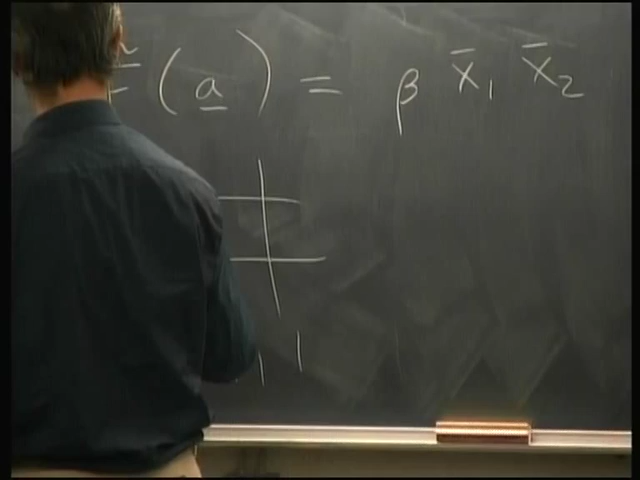 F̃ ( a̲ ) = β x̄₁ x̄₂